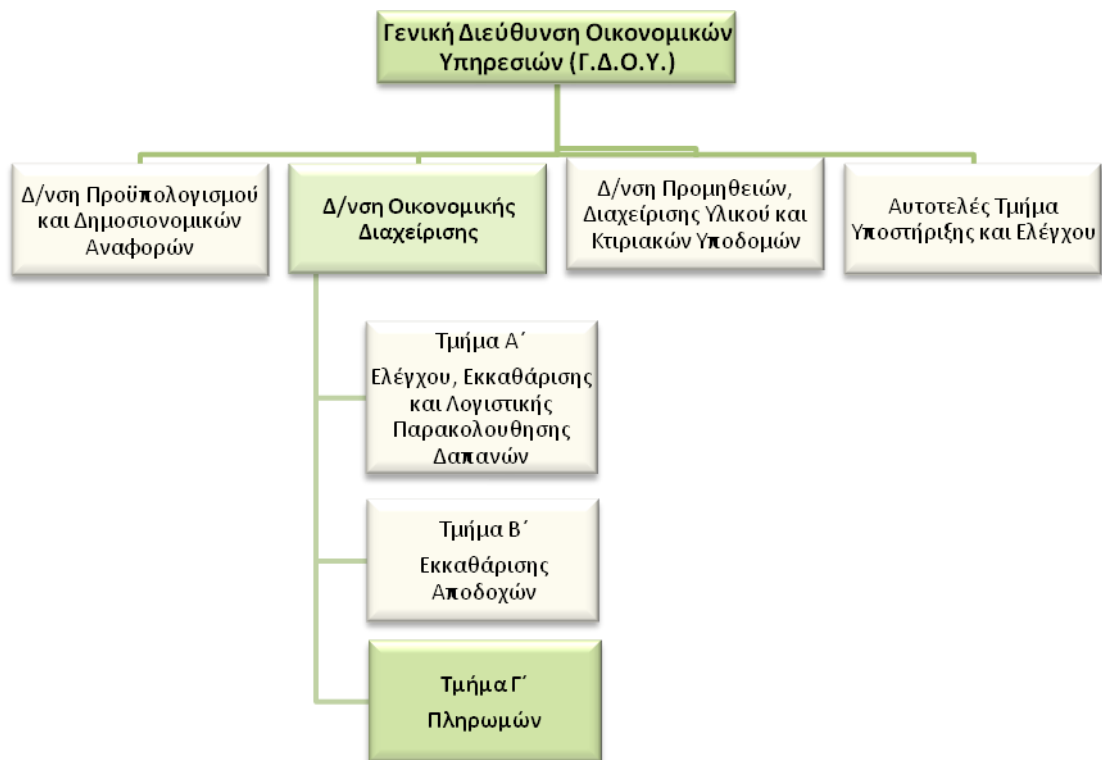 Γενική Διεύθυνση Οικονομικών
Υπηρεσιών (Γ.Δ.Ο.Υ.)
Δ/νση Προϋπολογισμού
και Δημοσιονομικών
Αναφορών
Δ/νση Οικονομικής
Διαχείρισης
Δ/νση Προμηθειών,
Διαχείρισης Υλικού και
Κτιριακών Υποδομών
Αυτοτελές Τμήμα
Υποστήριξης και Ελέγχου
Τμήμα Α΄
Ελέγχου, Εκκαθάρισης
και Λογιστικής
Παρακολουθησης
Δαπανών
Τμήμα Β΄
Εκκαθάρισης
Αποδοχών
Τμήμα Γ΄
Πληρωμών